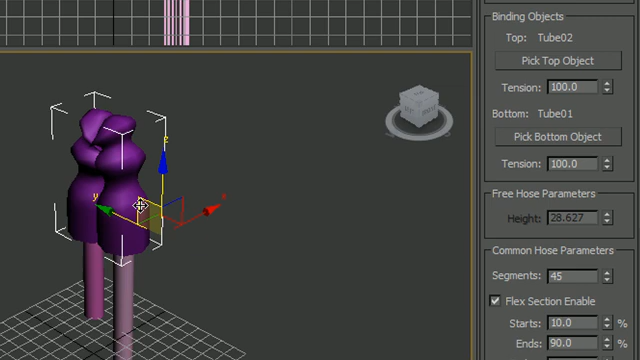 Binding Objects
Top: Tube02
Pick Top Object
Tension: 100.0
Bottom: Tube01
Pick Bottom Object
Tension: 100.0
Free Hose Parameters
Height: 28.627
Common Hose Parameters
Segments: 45
Flex Section Enable
Starts: 10.0 %
Ends: 90.0 %
z
y
x